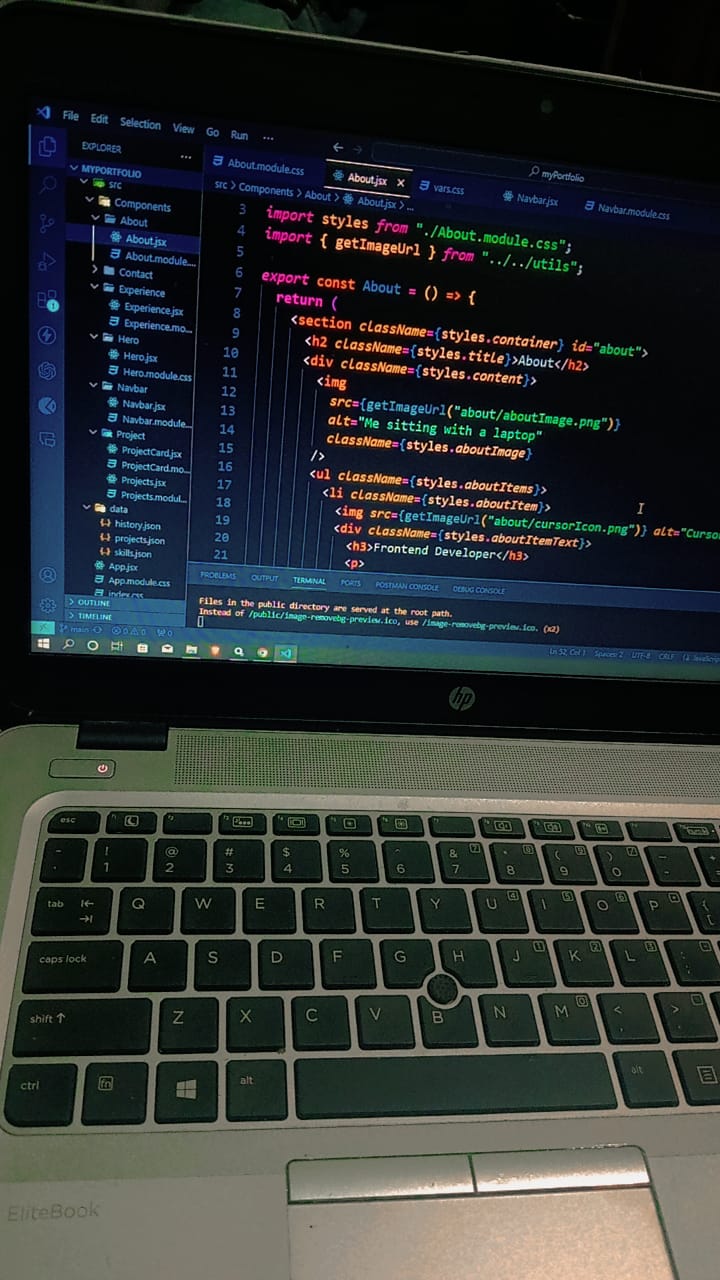 File Edit Selection View Go Run ...
myPortfolio
EXPLORER ...
MYPORTFOLIO
src
Components
About
About.jsx
About.module....
Contact
Experience
Experience.jsx
Experience.mo...
Hero
Hero.jsx
Hero.module.css
Navbar
Navbar.jsx
Navbar.module....
Project
ProjectCard.jsx
ProjectCard.mo...
Projects.jsx
Projects.modul...
data
history.json
projects.json
skills.json
App.jsx
App.module.css
index.css
OUTLINE
TIMELINE
1
About.module.css About.jsx × vars.css Navbar.jsx Navbar.module.css
src > Components > About > About.jsx > ...
3 import styles from "./About.module.css";
4 import { getImageUrl } from "../../utils";
5
6 export const About = () => {
7 return (
8 <section className={styles.container} id="about">
9 <h2 className={styles.title}>About</h2>
10 <div className={styles.content}>
11 <img
12 src={getImageUrl("about/aboutImage.png")}
13 alt="Me sitting with a laptop"
14 className={styles.aboutImage}
15 />
16 <ul className={styles.aboutItems}>
17 <li className={styles.aboutItem}>
18 <img src={getImageUrl("about/cursorIcon.png")} alt="Curso
19 <div className={styles.aboutItemText}>
20 <h3>Frontend Developer</h3>
21 <p>
PROBLEMS OUTPUT TERMINAL PORTS POSTMAN CONSOLE DEBUG CONSOLE
Files in the public directory are served at the root path.
Instead of /public/image-removebg-preview.ico, use /image-removebg-preview.ico. (x2)
main 0 0 0 Ln 52, Col 1 Spaces: 2 UTF-8 CRLF {} JavaScrip
hp
esc
! 1 @ 2 # 3 $ 4 % 5 ^ 6 & 7 * 8 ( 9 ) 0 _ -
tab Q W E R T Y U I O P { [
caps lock A S D F G H J K L : ;
shift Z X C V B N M < , > .
ctrl fn alt alt
EliteBook